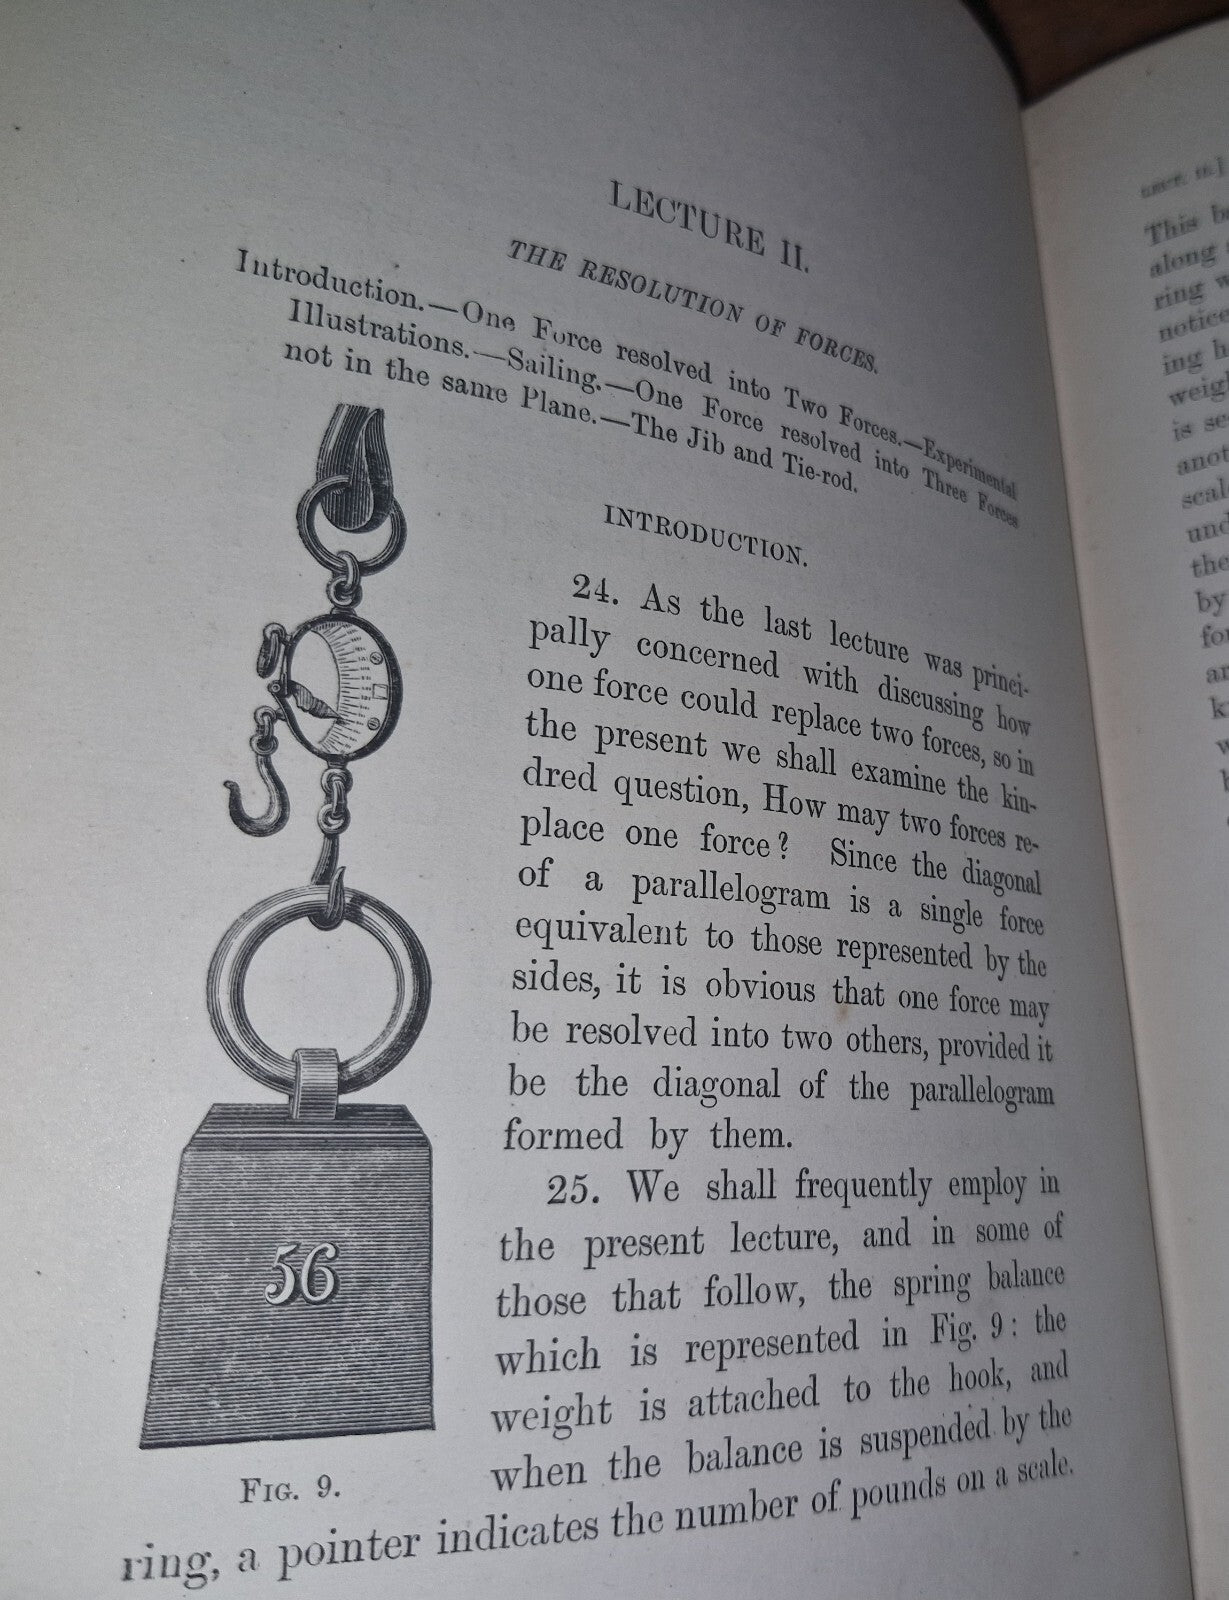 LECTURE II.
THE RESOLUTION OF FORCES.
Introduction.—One Force resolved into Two Forces.—Experimental
Illustrations.—Sailing.—One Force resolved into Three Forces
not in the same Plane.—The Jib and Tie-rod.
INTRODUCTION.
24. As the last lecture was princi-
pally concerned with discussing how
one force could replace two forces, so in
the present we shall examine the kin-
dred question, How may two forces re-
place one force? Since the diagonal
of a parallelogram is a single force
equivalent to those represented by the
sides, it is obvious that one force may
be resolved into two others, provided it
be the diagonal of the parallelogram
formed by them.
25. We shall frequently employ in
the present lecture, and in some of
those that follow, the spring balance
which is represented in Fig. 9: the
weight is attached to the hook, and
when the balance is suspended by the
ring, a pointer indicates the number of pounds on a scale.
56
FIG. 9.
This
along
ring
notice
ing
is
the
by